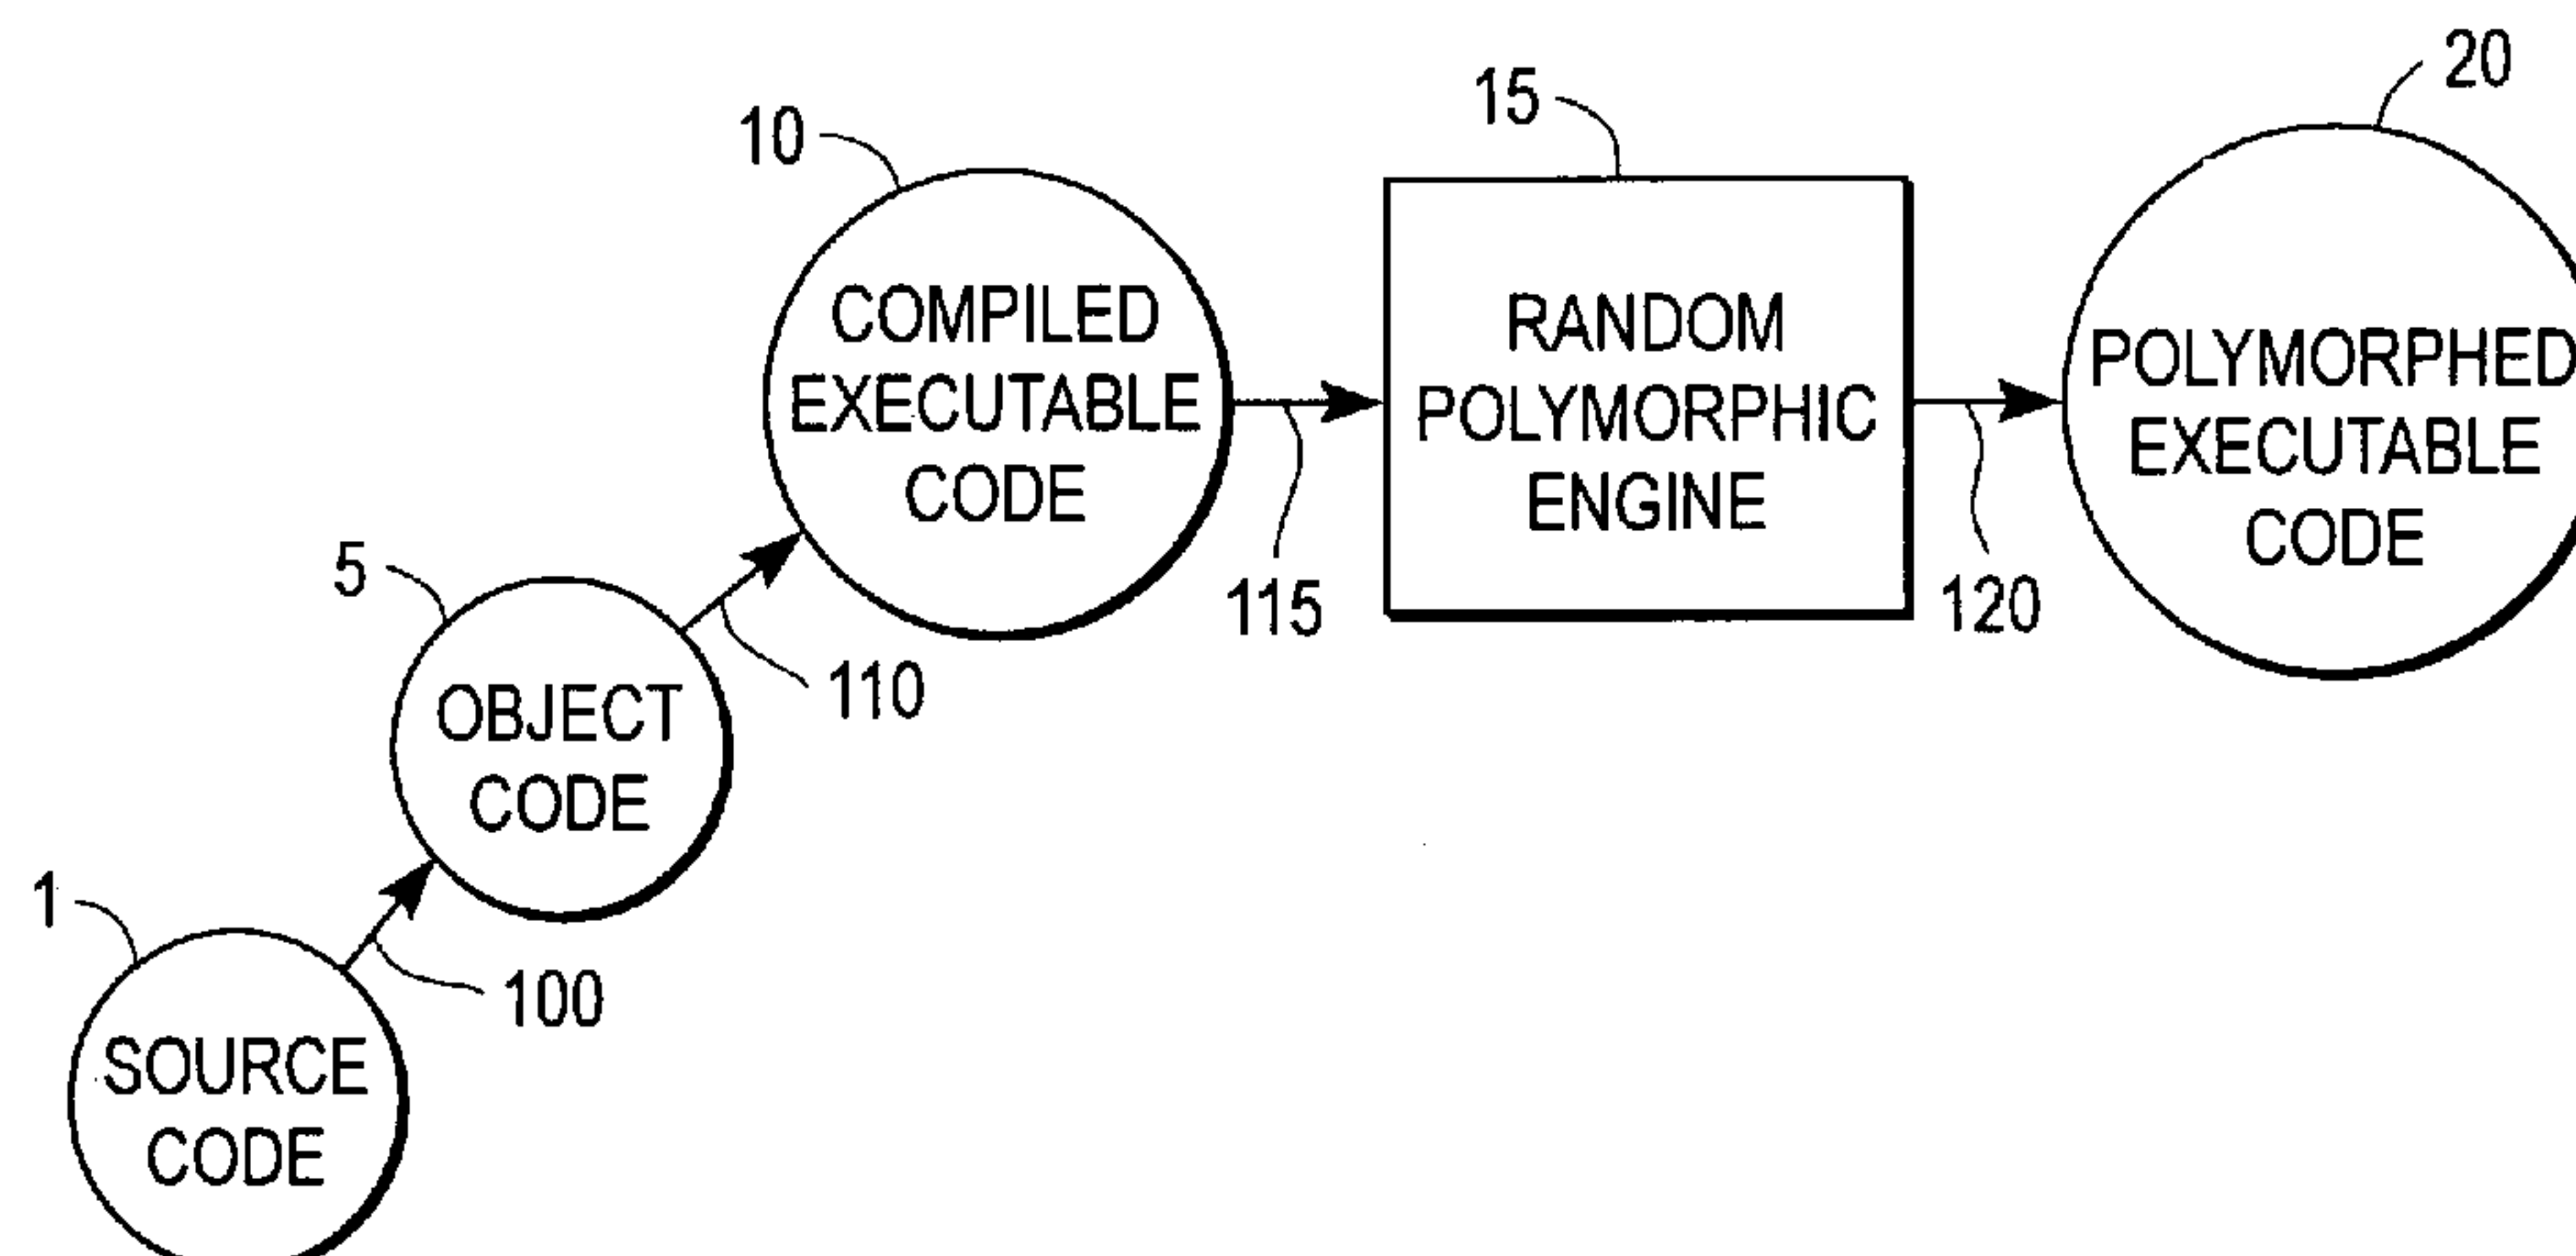 20
15
10
COMPILED
EXECUTABLE
CODE
RANDOM
POLYMORPHIC
ENGINE
POLYMORPHED
EXECUTABLE
CODE
115
120
5
110
OBJECT
CODE
1
100
SOURCE
CODE